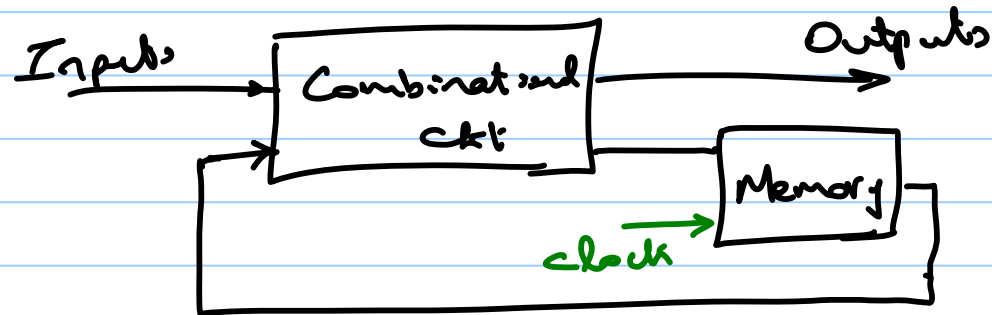 Inputs
Combinational
ckt
Outputs
Memory
clock